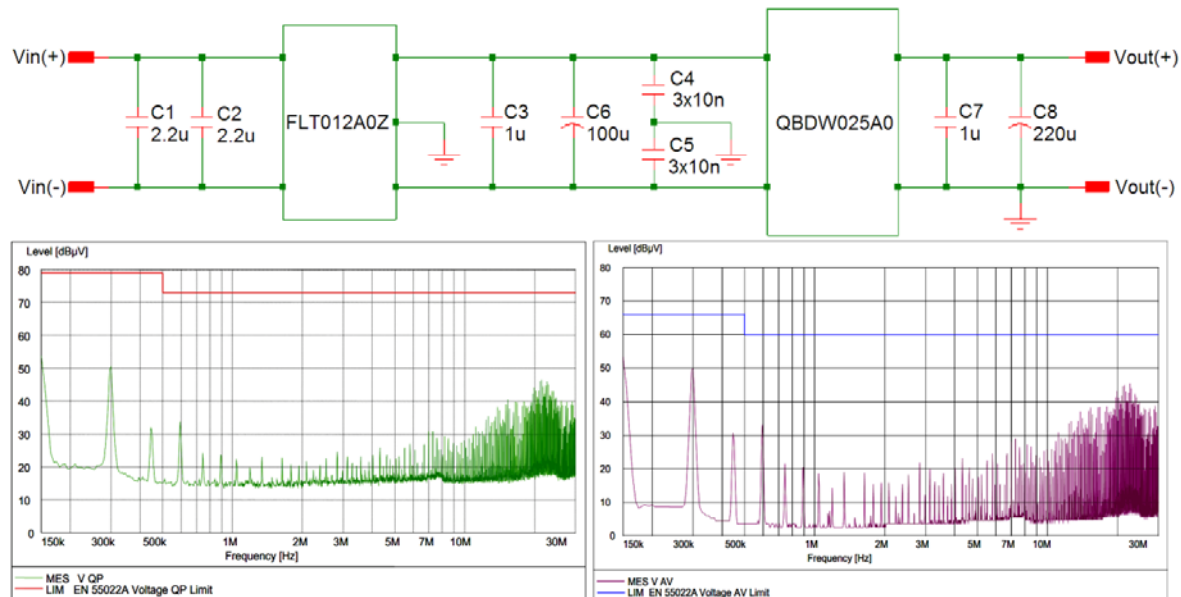 Vin(+)
Vin(-)
C1
2.2u
C2
2.2u
FLT012A0Z
C3
1u
C6
100u
C4
3x10n
C5
3x10n
QBDW025A0
C7
1u
C8
220u
Vout(+)
Vout(-)
Level [dBµV]
80
70
60
50
40
30
20
10
0
150k 300k 500k 1M 2M 3M 5M 7M 10M 30M
Frequency [Hz]
MES V QP
LIM EN 55022A Voltage QP Limit
Level [dBµV]
80
70
60
50
40
30
20
10
0
150k 300k 500k 1M 2M 3M 4M 5M 7M 10M 30M
Frequency [Hz]
MES V AV
LIM EN 55022A Voltage AV Limit